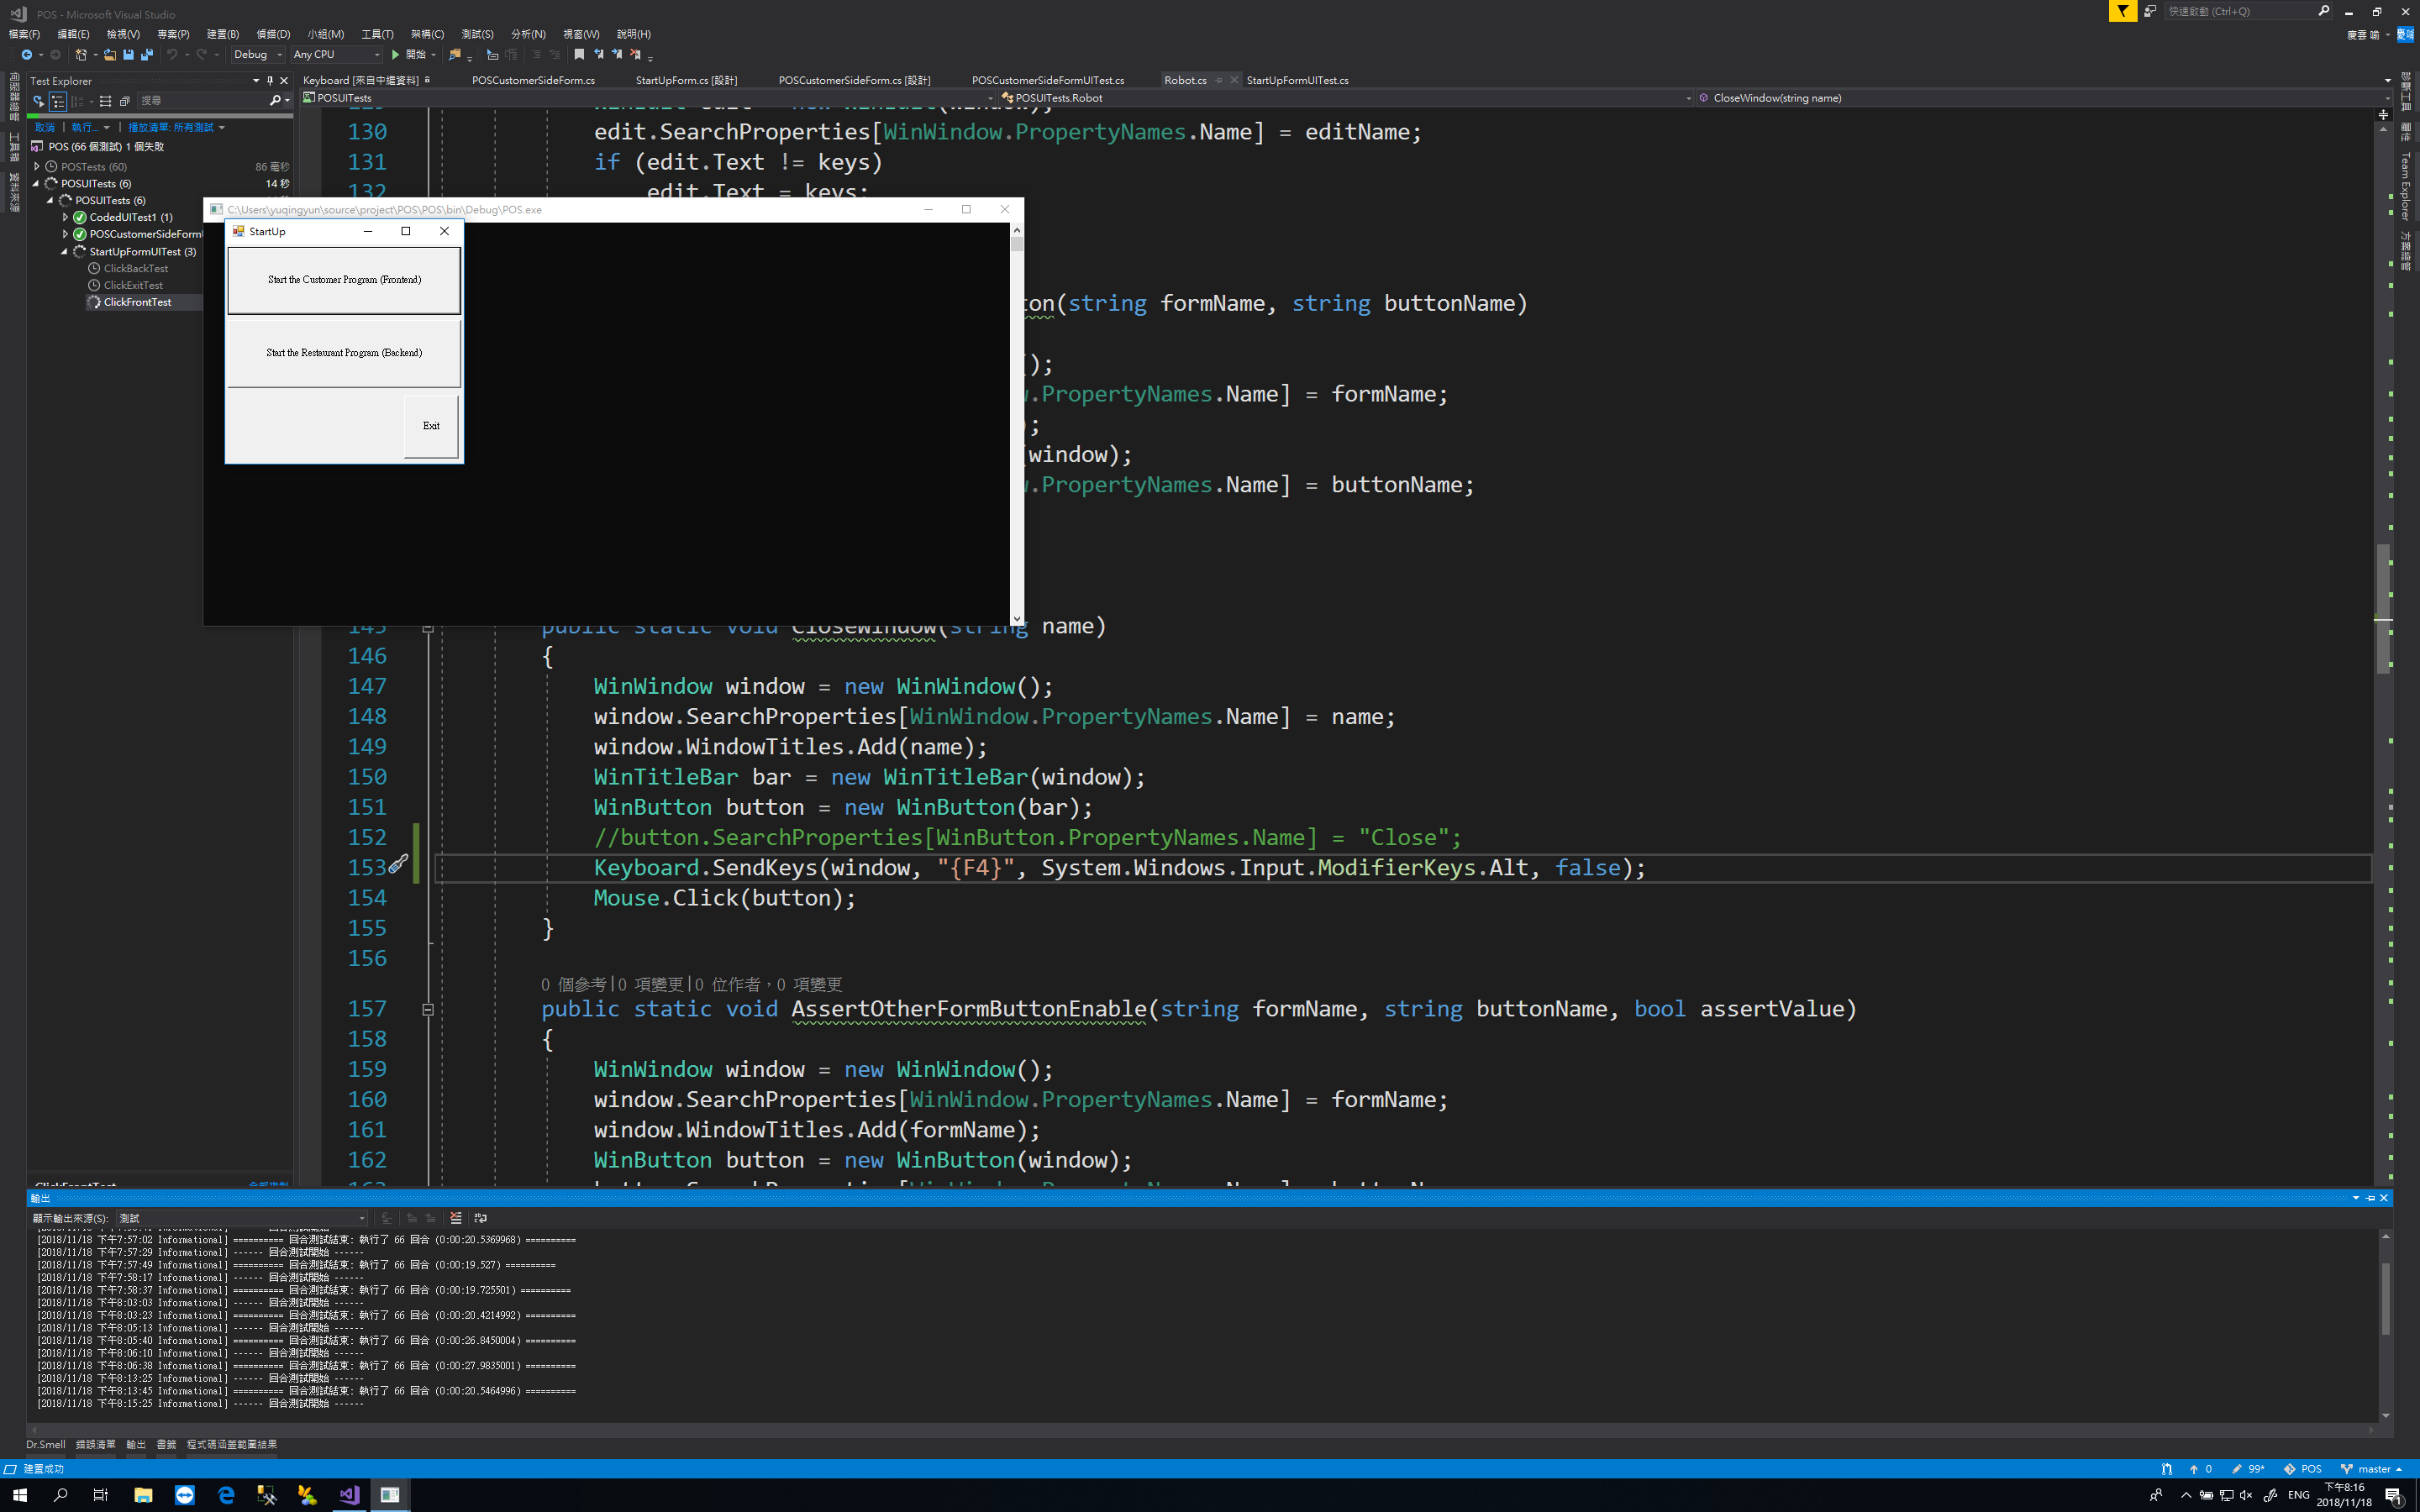 POS - Microsoft Visual Studio
快速啟動 (Ctrl+Q)
檔案(F) 編輯(E) 檢視(V) 專案(P) 建置(B) 偵錯(D) 小組(M) 工具(T) 架構(C) 測試(S) 分析(N) 視窗(W) 說明(H)
慶雲 喻
Debug Any CPU 開始
Test Explorer
Keyboard [來自中繼資料] POSCustomerSideForm.cs StartUpForm.cs [設計] POSCustomerSideForm.cs [設計] POSCustomerSideFormUITest.cs Robot.cs StartUpFormUITest.cs
搜尋
POSUITests POSUITests.Robot CloseWindow(string name)
取消 | 執行... | 播放清單: 所有測試
POS (66 個測試) 1 個失敗
POSTests (60) 86 毫秒
POSUITests (6) 14 秒
POSUITests (6)
CodedUITest1 (1)
POSCustomerSideFormU
StartUpFormUITest (3)
ClickBackTest
ClickExitTest
ClickFrontTest
C:\Users\yuqingyun\source\project\POS\POS\bin\Debug\POS.exe
StartUp
Start the Customer Program (Frontend)
Start the Restaurant Program (Backend)
Exit
130 edit.SearchProperties[WinWindow.PropertyNames.Name] = editName;
131 if (edit.Text != keys)
132 edit.Text = keys;
ton(string formName, string buttonName)
();
.PropertyNames.Name] = formName;
;
(window);
.PropertyNames.Name] = buttonName;
145 public static void CloseWindow(string name)
146 {
147 WinWindow window = new WinWindow();
148 window.SearchProperties[WinWindow.PropertyNames.Name] = name;
149 window.WindowTitles.Add(name);
150 WinTitleBar bar = new WinTitleBar(window);
151 WinButton button = new WinButton(bar);
152 //button.SearchProperties[WinButton.PropertyNames.Name] = "Close";
153 Keyboard.SendKeys(window, "{F4}", System.Windows.Input.ModifierKeys.Alt, false);
154 Mouse.Click(button);
155 }
156
0 個參考|0 項變更|0 位作者，0 項變更
157 public static void AssertOtherFormButtonEnable(string formName, string buttonName, bool assertValue)
158 {
159 WinWindow window = new WinWindow();
160 window.SearchProperties[WinWindow.PropertyNames.Name] = formName;
161 window.WindowTitles.Add(formName);
162 WinButton button = new WinButton(window);
Team Explorer
輸出
顯示輸出來源(S): 測試
[2018/11/18 下午7:57:02 Informational] ========== 回合測試結束: 執行了 66 回合 (0:00:20.5369968) ==========
[2018/11/18 下午7:57:29 Informational] ------ 回合測試開始 ------
[2018/11/18 下午7:57:49 Informational] ========== 回合測試結束: 執行了 66 回合 (0:00:19.527) ==========
[2018/11/18 下午7:58:17 Informational] ------ 回合測試開始 ------
[2018/11/18 下午7:58:37 Informational] ========== 回合測試結束: 執行了 66 回合 (0:00:19.725501) ==========
[2018/11/18 下午8:03:03 Informational] ------ 回合測試開始 ------
[2018/11/18 下午8:03:23 Informational] ========== 回合測試結束: 執行了 66 回合 (0:00:20.4214992) ==========
[2018/11/18 下午8:05:13 Informational] ------ 回合測試開始 ------
[2018/11/18 下午8:05:40 Informational] ========== 回合測試結束: 執行了 66 回合 (0:00:26.8450004) ==========
[2018/11/18 下午8:06:10 Informational] ------ 回合測試開始 ------
[2018/11/18 下午8:06:38 Informational] ========== 回合測試結束: 執行了 66 回合 (0:00:27.9835001) ==========
[2018/11/18 下午8:13:25 Informational] ------ 回合測試開始 ------
[2018/11/18 下午8:13:45 Informational] ========== 回合測試結束: 執行了 66 回合 (0:00:20.5464996) ==========
[2018/11/18 下午8:15:25 Informational] ------ 回合測試開始 ------
Dr.Smell 錯誤清單 輸出 書籤 程式碼涵蓋範圍結果
建置成功
0 99* POS master
ENG 下午8:16
2018/11/18